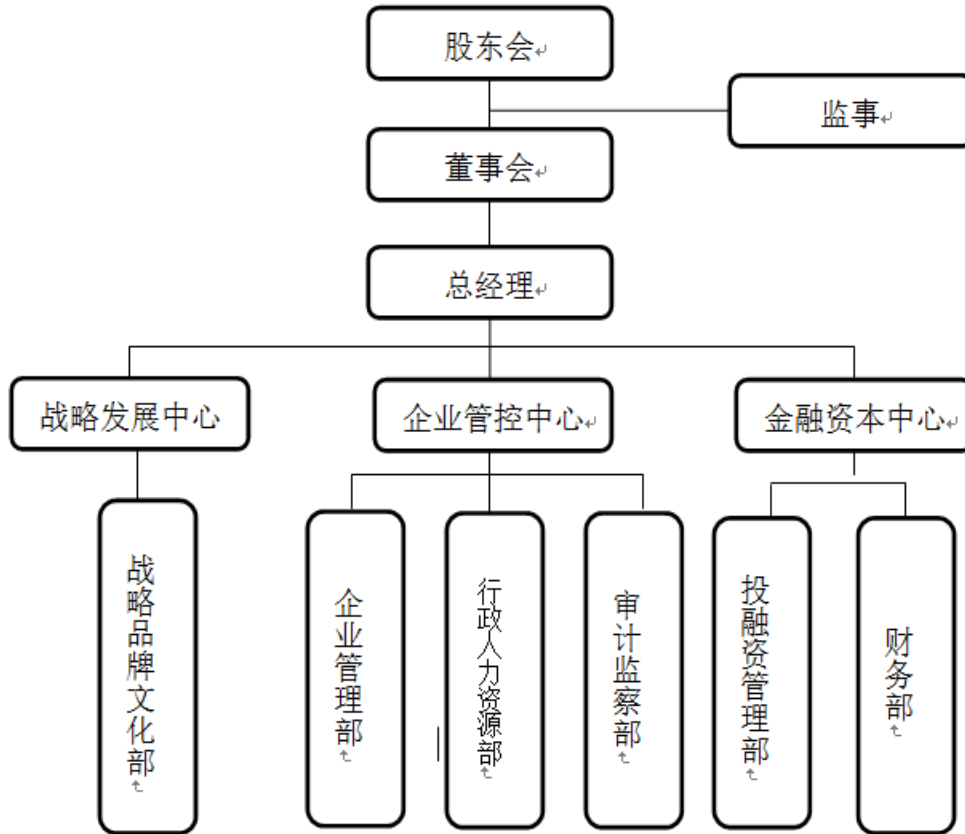 股东会
监事
董事会
总经理
战略发展中心
企业管控中心
金融资本中心
战略品牌文化部
企业管理部
行政人力资源部
审计监察部
投融资管理部
财务部